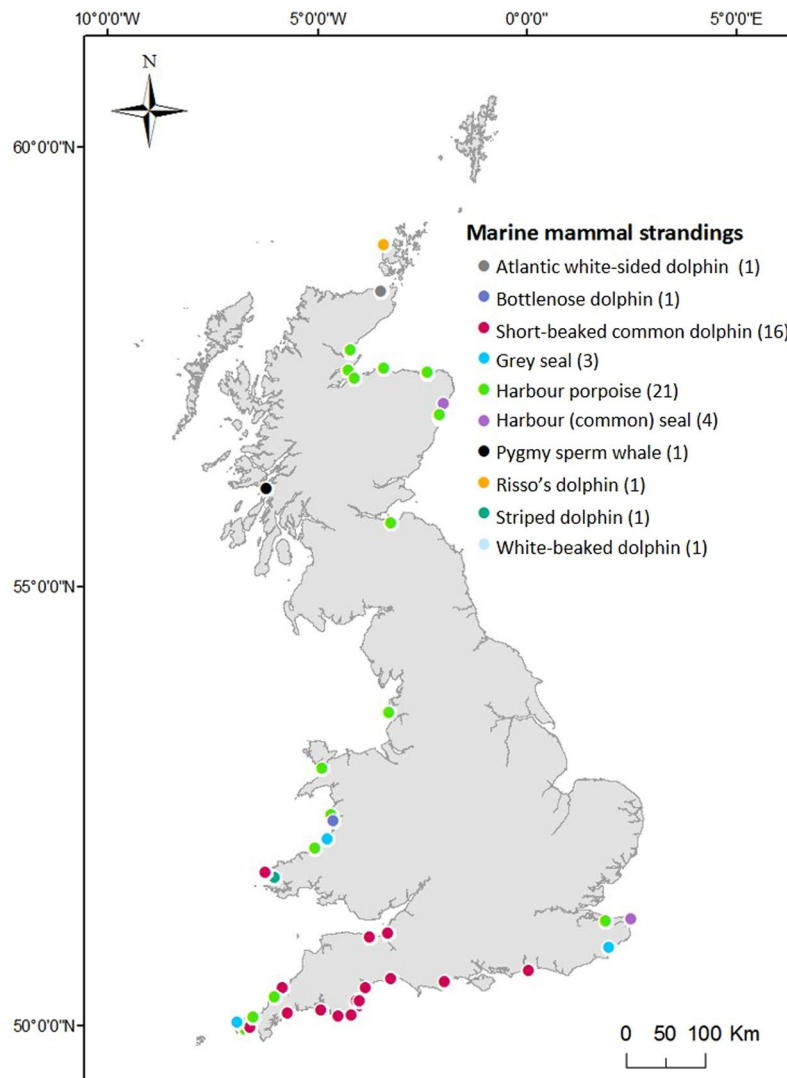 10°0'0"W 5°0'0"W 0°0'0"W 5°0'0"E
N
60°0'0"N
Marine mammal strandings
Atlantic white-sided dolphin (1)
Bottlenose dolphin (1)
Short-beaked common dolphin (16)
Grey seal (3)
Harbour porpoise (21)
Harbour (common) seal (4)
Pygmy sperm whale (1)
Risso's dolphin (1)
Striped dolphin (1)
White-beaked dolphin (1)
55°0'0"N
50°0'0"N
0 50 100 Km